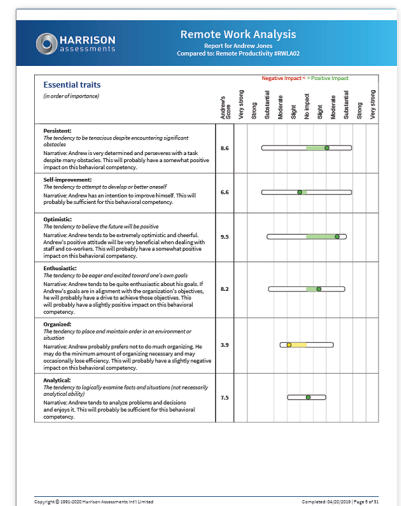 HARRISON
assessments
Remote Work Analysis
Report for Andrew Jones
Compared to: Remote Productivity #RWLA02
Essential traits
(in order of importance)
Negative Impact < > Positive Impact
Andrew's Score
Very strong
Strong
Substantial
Moderate
Slight
No impact
Slight
Moderate
Substantial
Strong
Very strong
Persistent:
The tendency to be tenacious despite encountering significant
obstacles
Narrative: Andrew is very determined and perseveres with a task
despite many obstacles. This will probably have a somewhat positive
impact on this behavioral competency.
8.6
Self-improvement:
The tendency to attempt to develop or better oneself
Narrative: Andrew has an intention to improve himself. This will
probably be sufficient for this behavioral competency.
6.6
Optimistic:
The tendency to believe the future will be positive
Narrative: Andrew tends to be extremely optimistic and cheerful.
Andrew's positive attitude will be very beneficial when dealing with
staff and co-workers. This will probably have a somewhat positive
impact on this behavioral competency.
9.5
Enthusiastic:
The tendency to be eager and excited toward one's own goals
Narrative: Andrew tends to be quite enthusiastic about his goals. If
Andrew's goals are in alignment with the organization's objectives,
he will probably have a drive to achieve those objectives. This
will probably have a slightly positive impact on this behavioral
competency.
8.2
Organized:
The tendency to place and maintain order in an environment or
situation
Narrative: Andrew probably prefers not to do much organizing. He
may do the minimum amount of organizing necessary and may
occasionally lose efficiency. This will probably have a slightly negative
impact on this behavioral competency.
3.9
Analytical:
The tendency to logically examine facts and situations (not necessarily
analytical ability)
Narrative: Andrew tends to analyze problems and decisions
and enjoys it. This will probably be sufficient for this behavioral
competency.
7.5
Copyright © 1991-2020 Harrison Assessments Int'l Limited
Completed: 04/20/2019 | Page 5 of 31